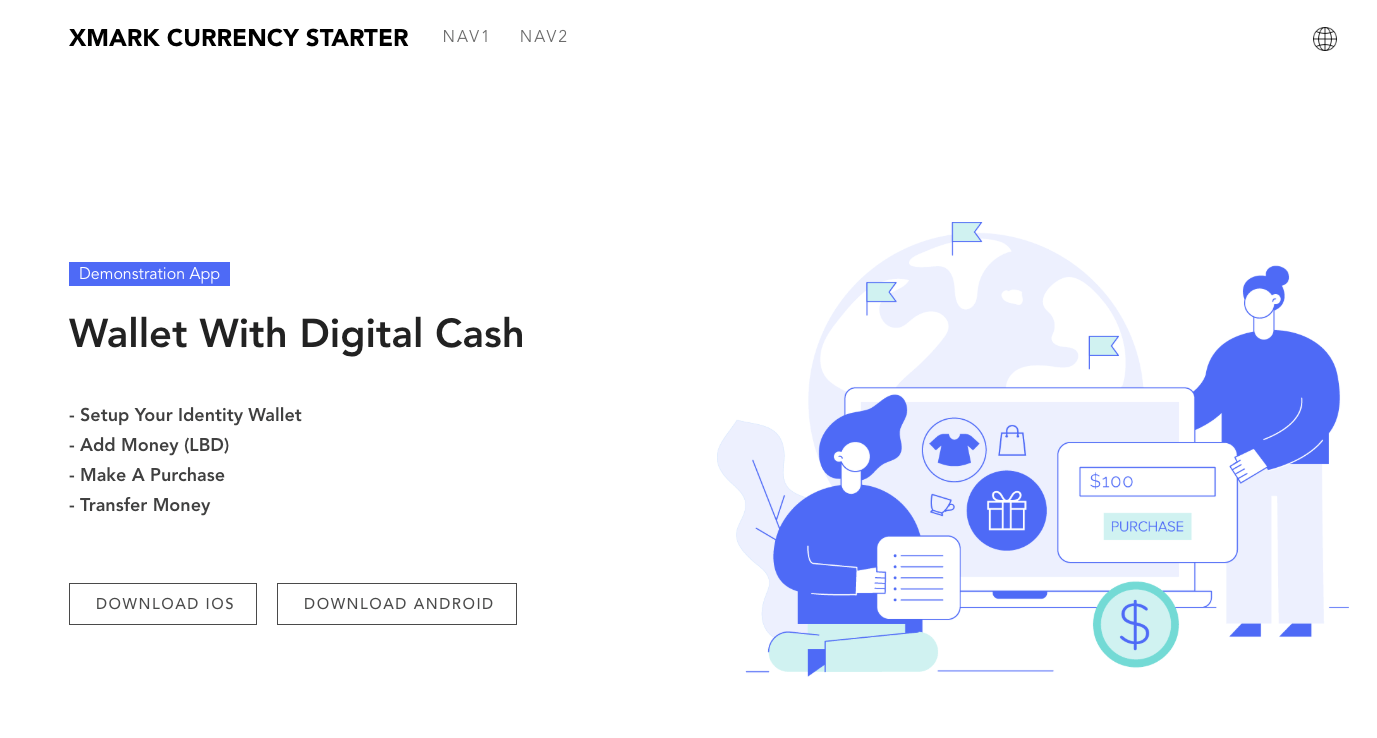 XMARK CURRENCY STARTER NAV1 NAV2
Demonstration App
Wallet With Digital Cash
- Setup Your Identity Wallet
- Add Money (LBD)
- Make A Purchase
- Transfer Money
DOWNLOAD IOS DOWNLOAD ANDROID
$100
PURCHASE
$